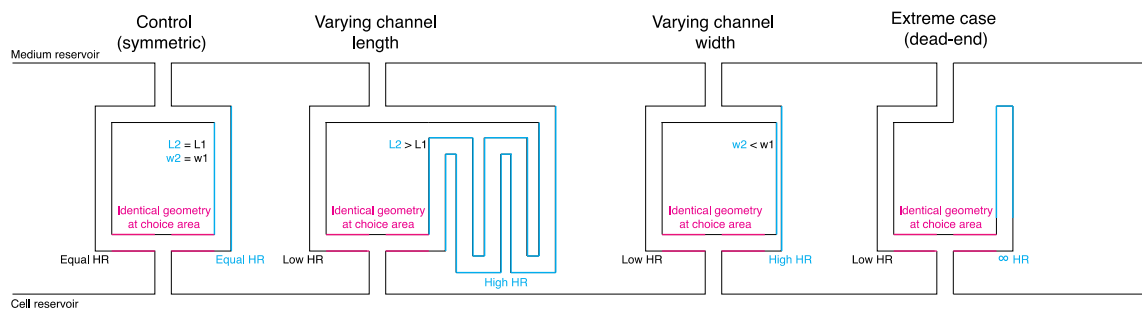 Control
(symmetric)
Varying channel
length
Varying channel
width
Extreme case
(dead-end)
Medium reservoir
L2 = L1
w2 = w1
Identical geometry
at choice area
Equal HR
Equal HR
L2 > L1
Identical geometry
at choice area
Low HR
High HR
w2 < w1
Identical geometry
at choice area
Low HR
High HR
Identical geometry
at choice area
Low HR
∞ HR
Cell reservoir